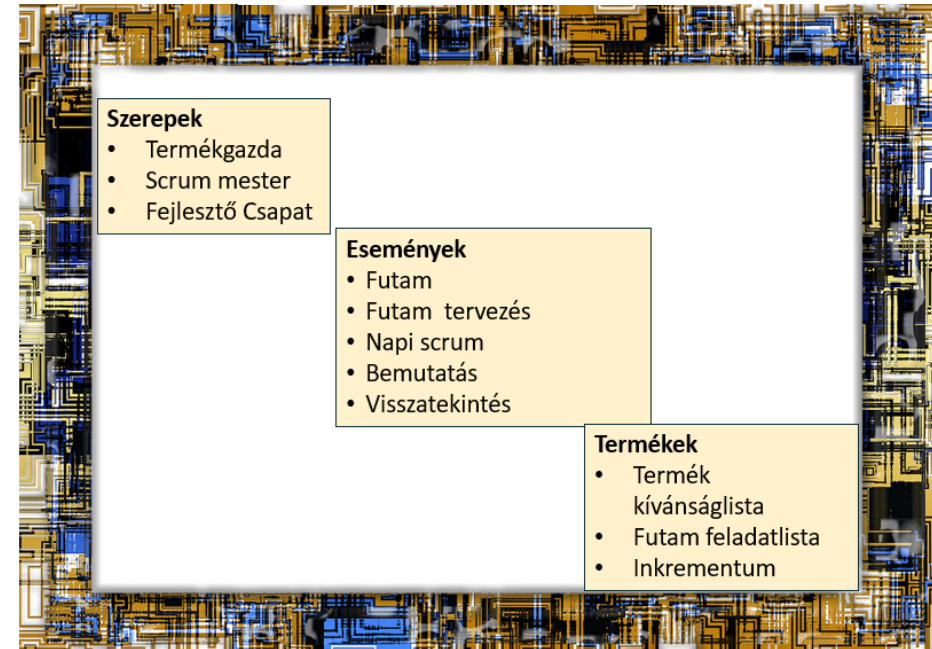 Szerepek
• Termékgazda
• Scrum mester
• Fejlesztő Csapat
Események
• Futam
• Futam tervezés
• Napi scrum
• Bemutatás
• Visszatekintés
Termékek
• Termék
kívánságlista
• Futam feladatlista
• Inkrementum